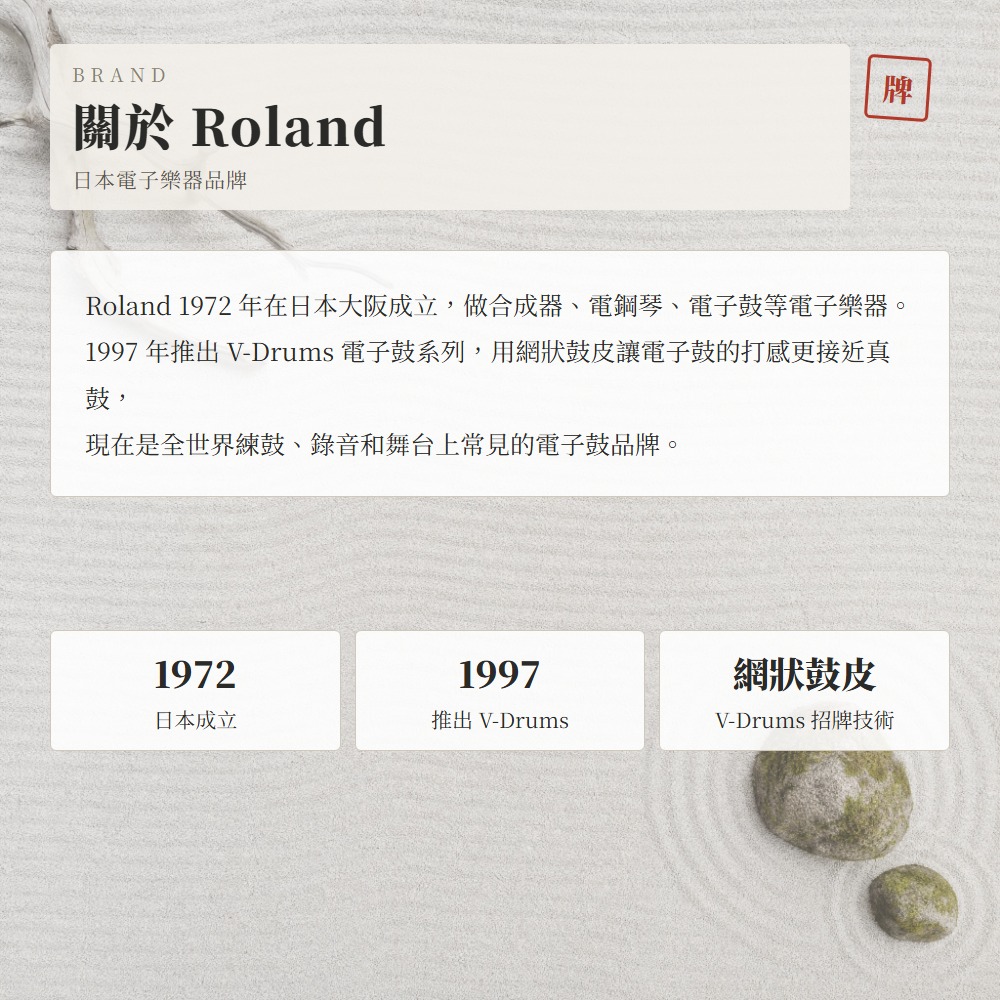 BRAND
關於 Roland
日本電子樂器品牌
牌
Roland 1972 年在日本大阪成立，做合成器、電鋼琴、電子鼓等電子樂器。
1997 年推出 V-Drums 電子鼓系列，用網狀鼓皮讓電子鼓的打感更接近真
鼓，
現在是全世界練鼓、錄音和舞台上常見的電子鼓品牌。
1972
日本成立
1997
推出 V-Drums
網狀鼓皮
V-Drums 招牌技術